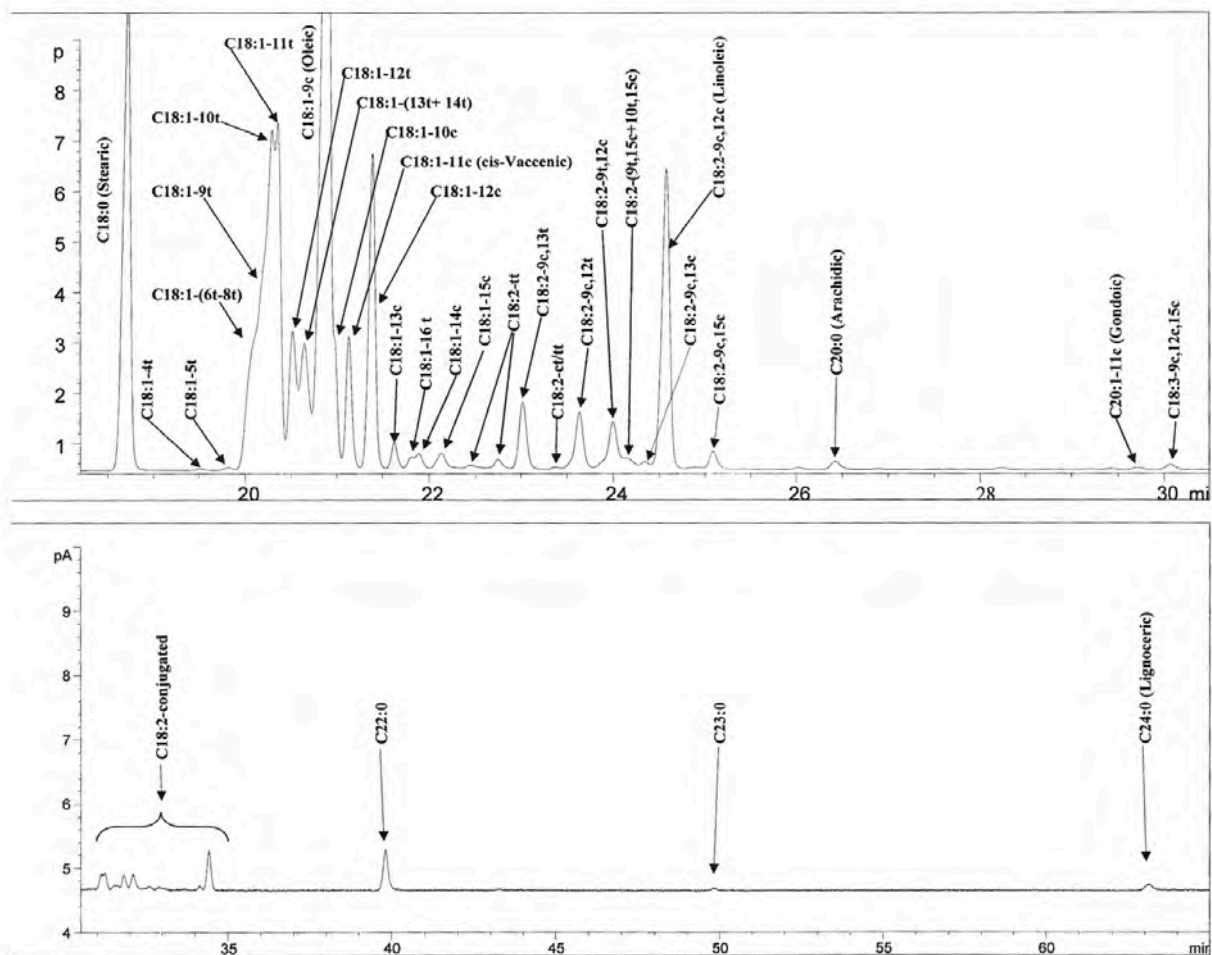 p
8
7
6
5
4
3
2
1
20
22
24
26
28
30 mi
C18:0 (Stearic)
C18:1-4t
C18:1-5t
C18:1-(6t-8t)
C18:1-9t
C18:1-10t
C18:1-11t
C18:1-9c (Oleic)
C18:1-12t
C18:1-(13t+ 14t)
C18:1-10c
C18:1-11c (cis-Vaccenic)
C18:1-12c
C18:1-13c
C18:1-16 t
C18:1-14c
C18:1-15c
C18:2-tt
C18:2-9c,13t
C18:2-ct/tt
C18:2-9c,12t
C18:2-9t,12c
C18:2-(9t,15c+10t,15c)
C18:2-9c,13c
C18:2-9c,12c (Linoleic)
C18:2-9c,15c
C20:0 (Arachidic)
C20:1-11c (Gondoic)
C18:3-9c,12c,15c
pA
9
8
7
6
5
4
35
40
45
50
55
60
min
C18:2-conjugated
C22:0
C23:0
C24:0 (Lignoceric)